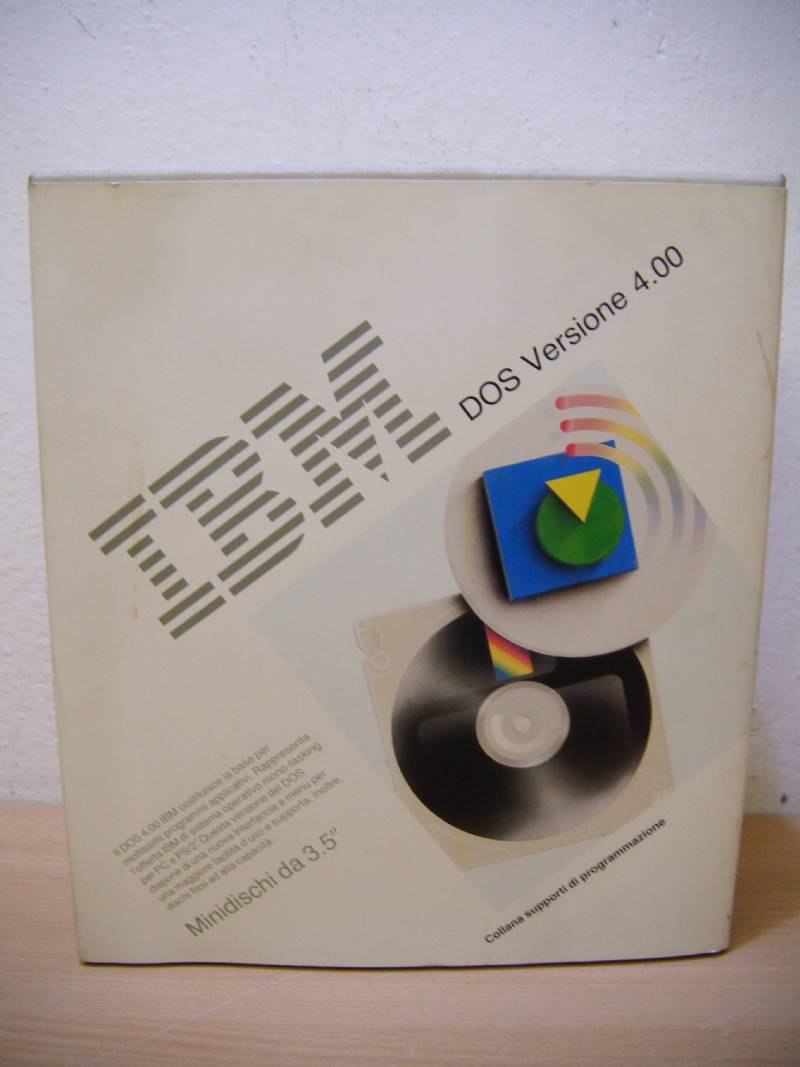 IBM
DOS Versione 4.00
Il DOS 4.00 IBM costituisce la base per
moltissimi programmi applicativi. Rappresenta
l'offerta IBM di sistema operativo mono-tasking
per PC e PS/2. Questa versione del DOS
dispone di una nuova interfaccia a menu per
una maggiore facilità d'uso e supporta, inoltre,
dischi fissi ad alta capacità.
Minidischi da 3.5"
Collana supporti di programmazione